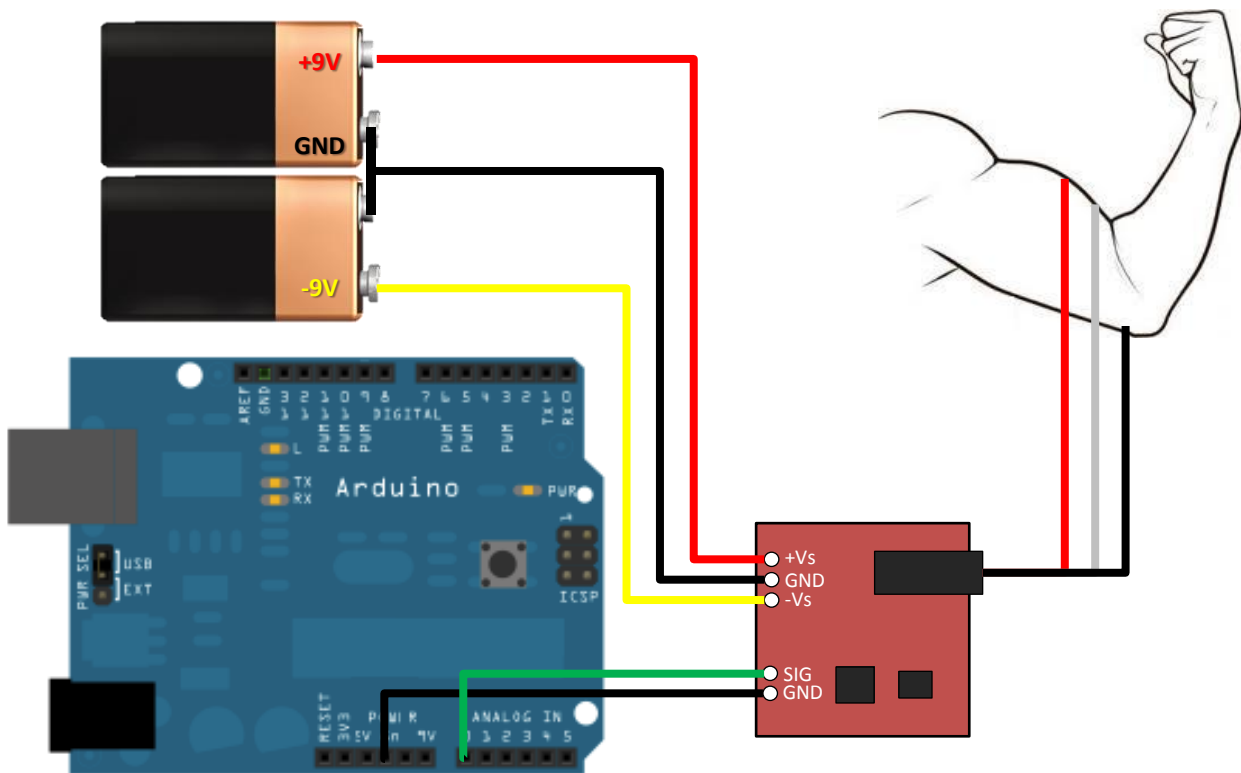 +9V
GND
-9V
AREF
GND
13
12
11
10
9
8
7
6
5
4
3
2
1
0
TX
RX
PWM
PWM
PWM
DIGITAL
PWM
PWM
PWM
L
TX
RX
Arduino
PWR
1
ICSP
PWR SEL
USB
EXT
+Vs
GND
-Vs
SIG
GND
RESET
3V3
5V
9V
ANALOG IN
0
1
2
3
4
5